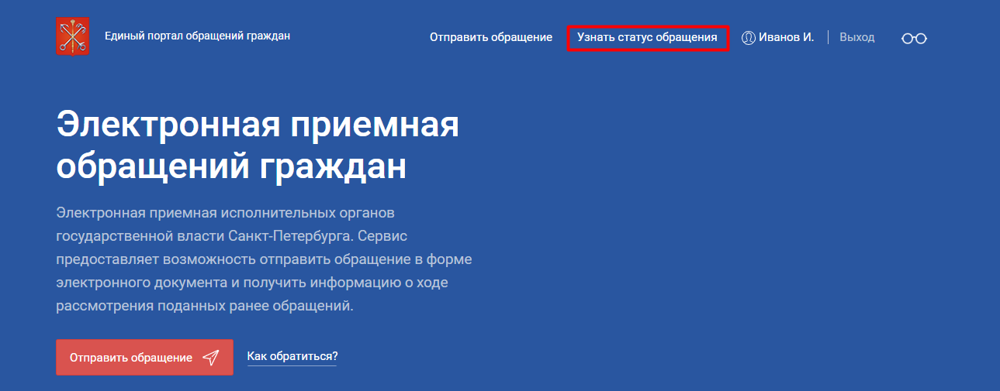 Единый портал обращений граждан
Отправить обращение
Узнать статус обращения
Иванов И.
Выход
Электронная приемная
обращений граждан
Электронная приемная исполнительных органов
государственной власти Санкт-Петербурга. Сервис
предоставляет возможность отправить обращение в форме
электронного документа и получить информацию о ходе
рассмотрения поданных ранее обращений.
Отправить обращение
Как обратиться?